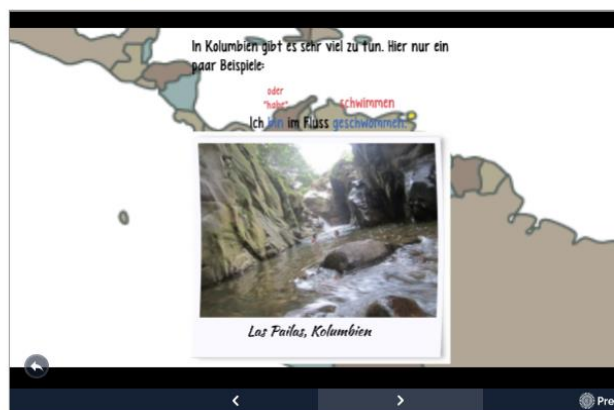 In Kolumbien gibt es sehr viel zu tun. Hier nur ein
paar Beispiele:
oder
"habe"
schwimmen
Ich bin im Fluss geschwommen.
Las Pailas, Kolumbien
Pre